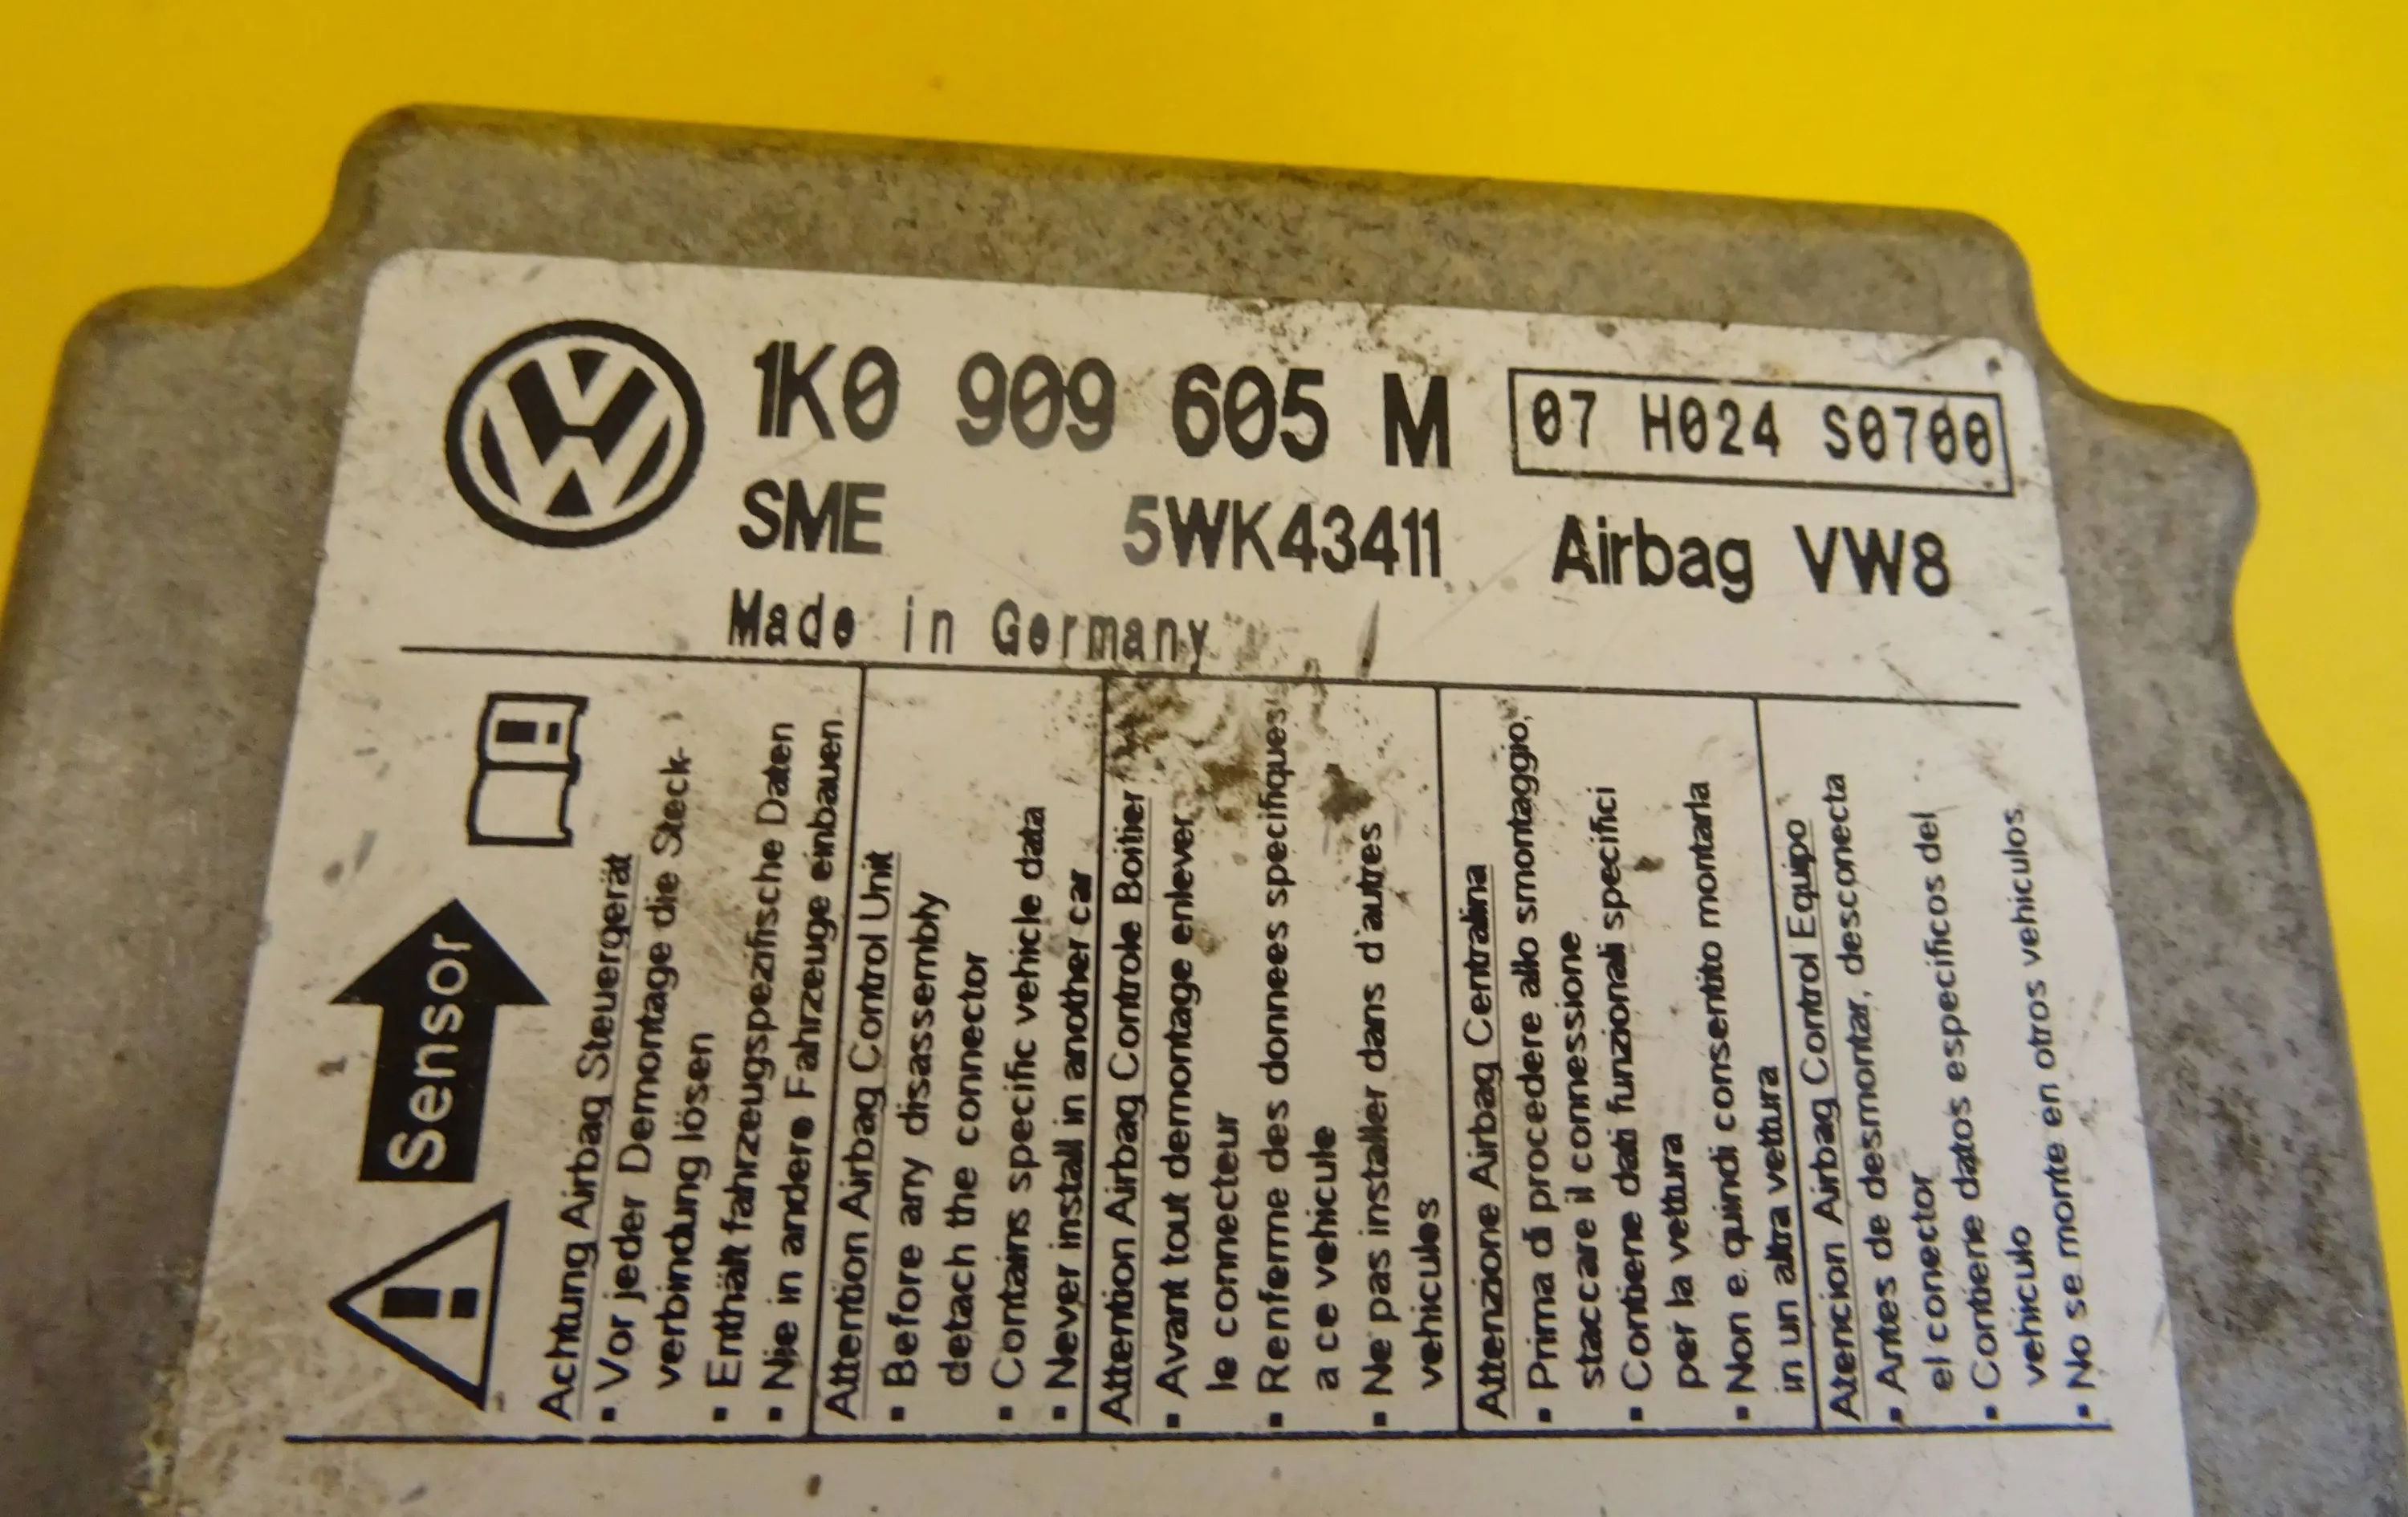 1K0 909 605 M 07 H024 S0700
SME 5WK43411 Airbag VW8
Made in Germany
Sensor
Achtung Airbag Steuergerät
▪ Vor jeder Demontage die Steck-
verbindung lösen
▪ Enthält fahrzeugspezifische Daten
▪ Nie in andere Fahrzeuge einbauen
Attention Airbag Control Unit
▪ Before any disassembly
detach the connector
▪ Contains specific vehicle data
▪ Never install in another car
Attention Airbag Controle Boitier
▪ Avant tout demontage enlever
le connecteur
▪ Renferme des donnees specifiques
a ce vehicule
▪ Ne pas installer dans d'autres
vehicules
Attenzione Airbag Centralina
▪ Prima di procedere allo smontaggio,
staccare il connessione
▪ Contiene dati funzionali specifici
per la vettura
▪ Non e quindi consentito montarla
in un altra vettura
Atencion Airbag Control Equipo
▪ Antes de desmontar, desconecta
el conector
▪ Contiene datos especificos del
vehiculo
▪ No se monte en otros vehiculos